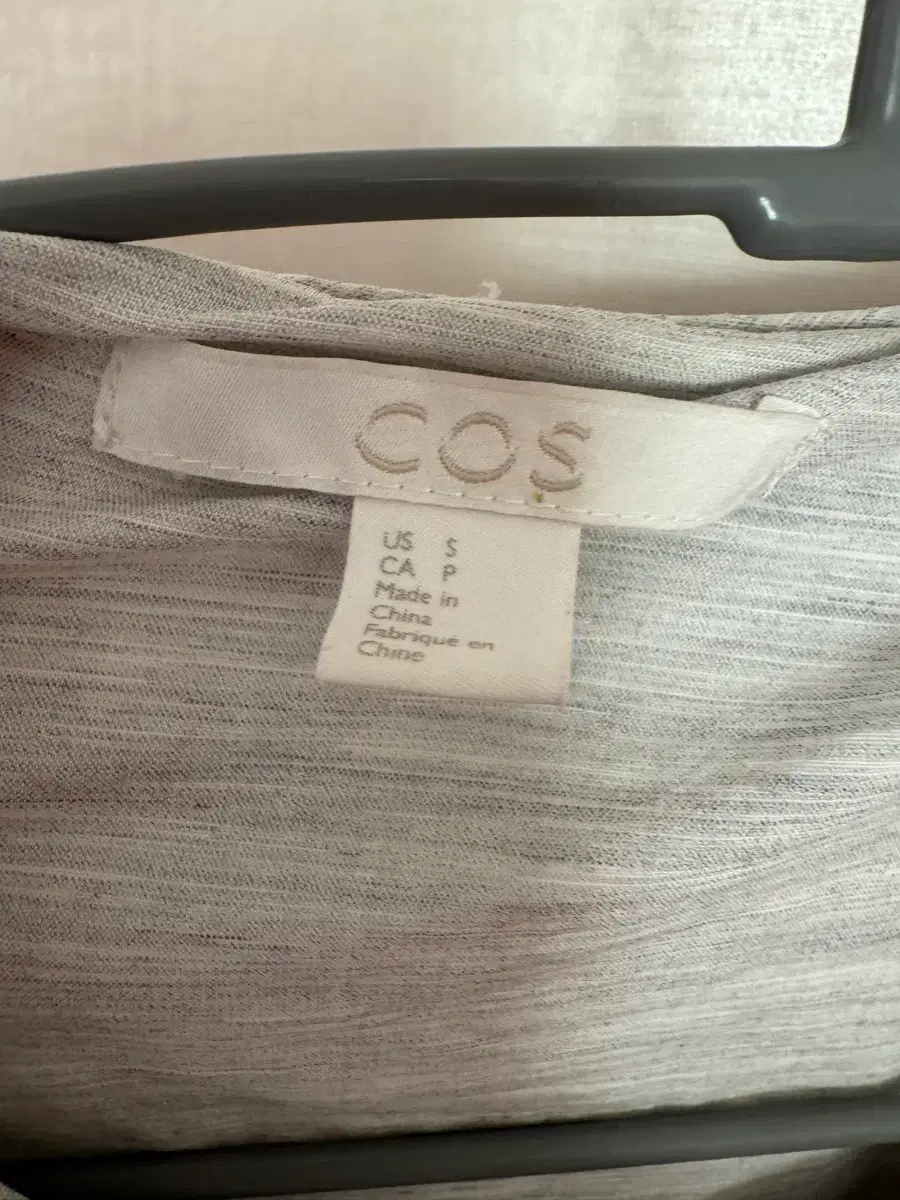 COS
US S
CA P
Made in
China
Fabriqué en
Chine